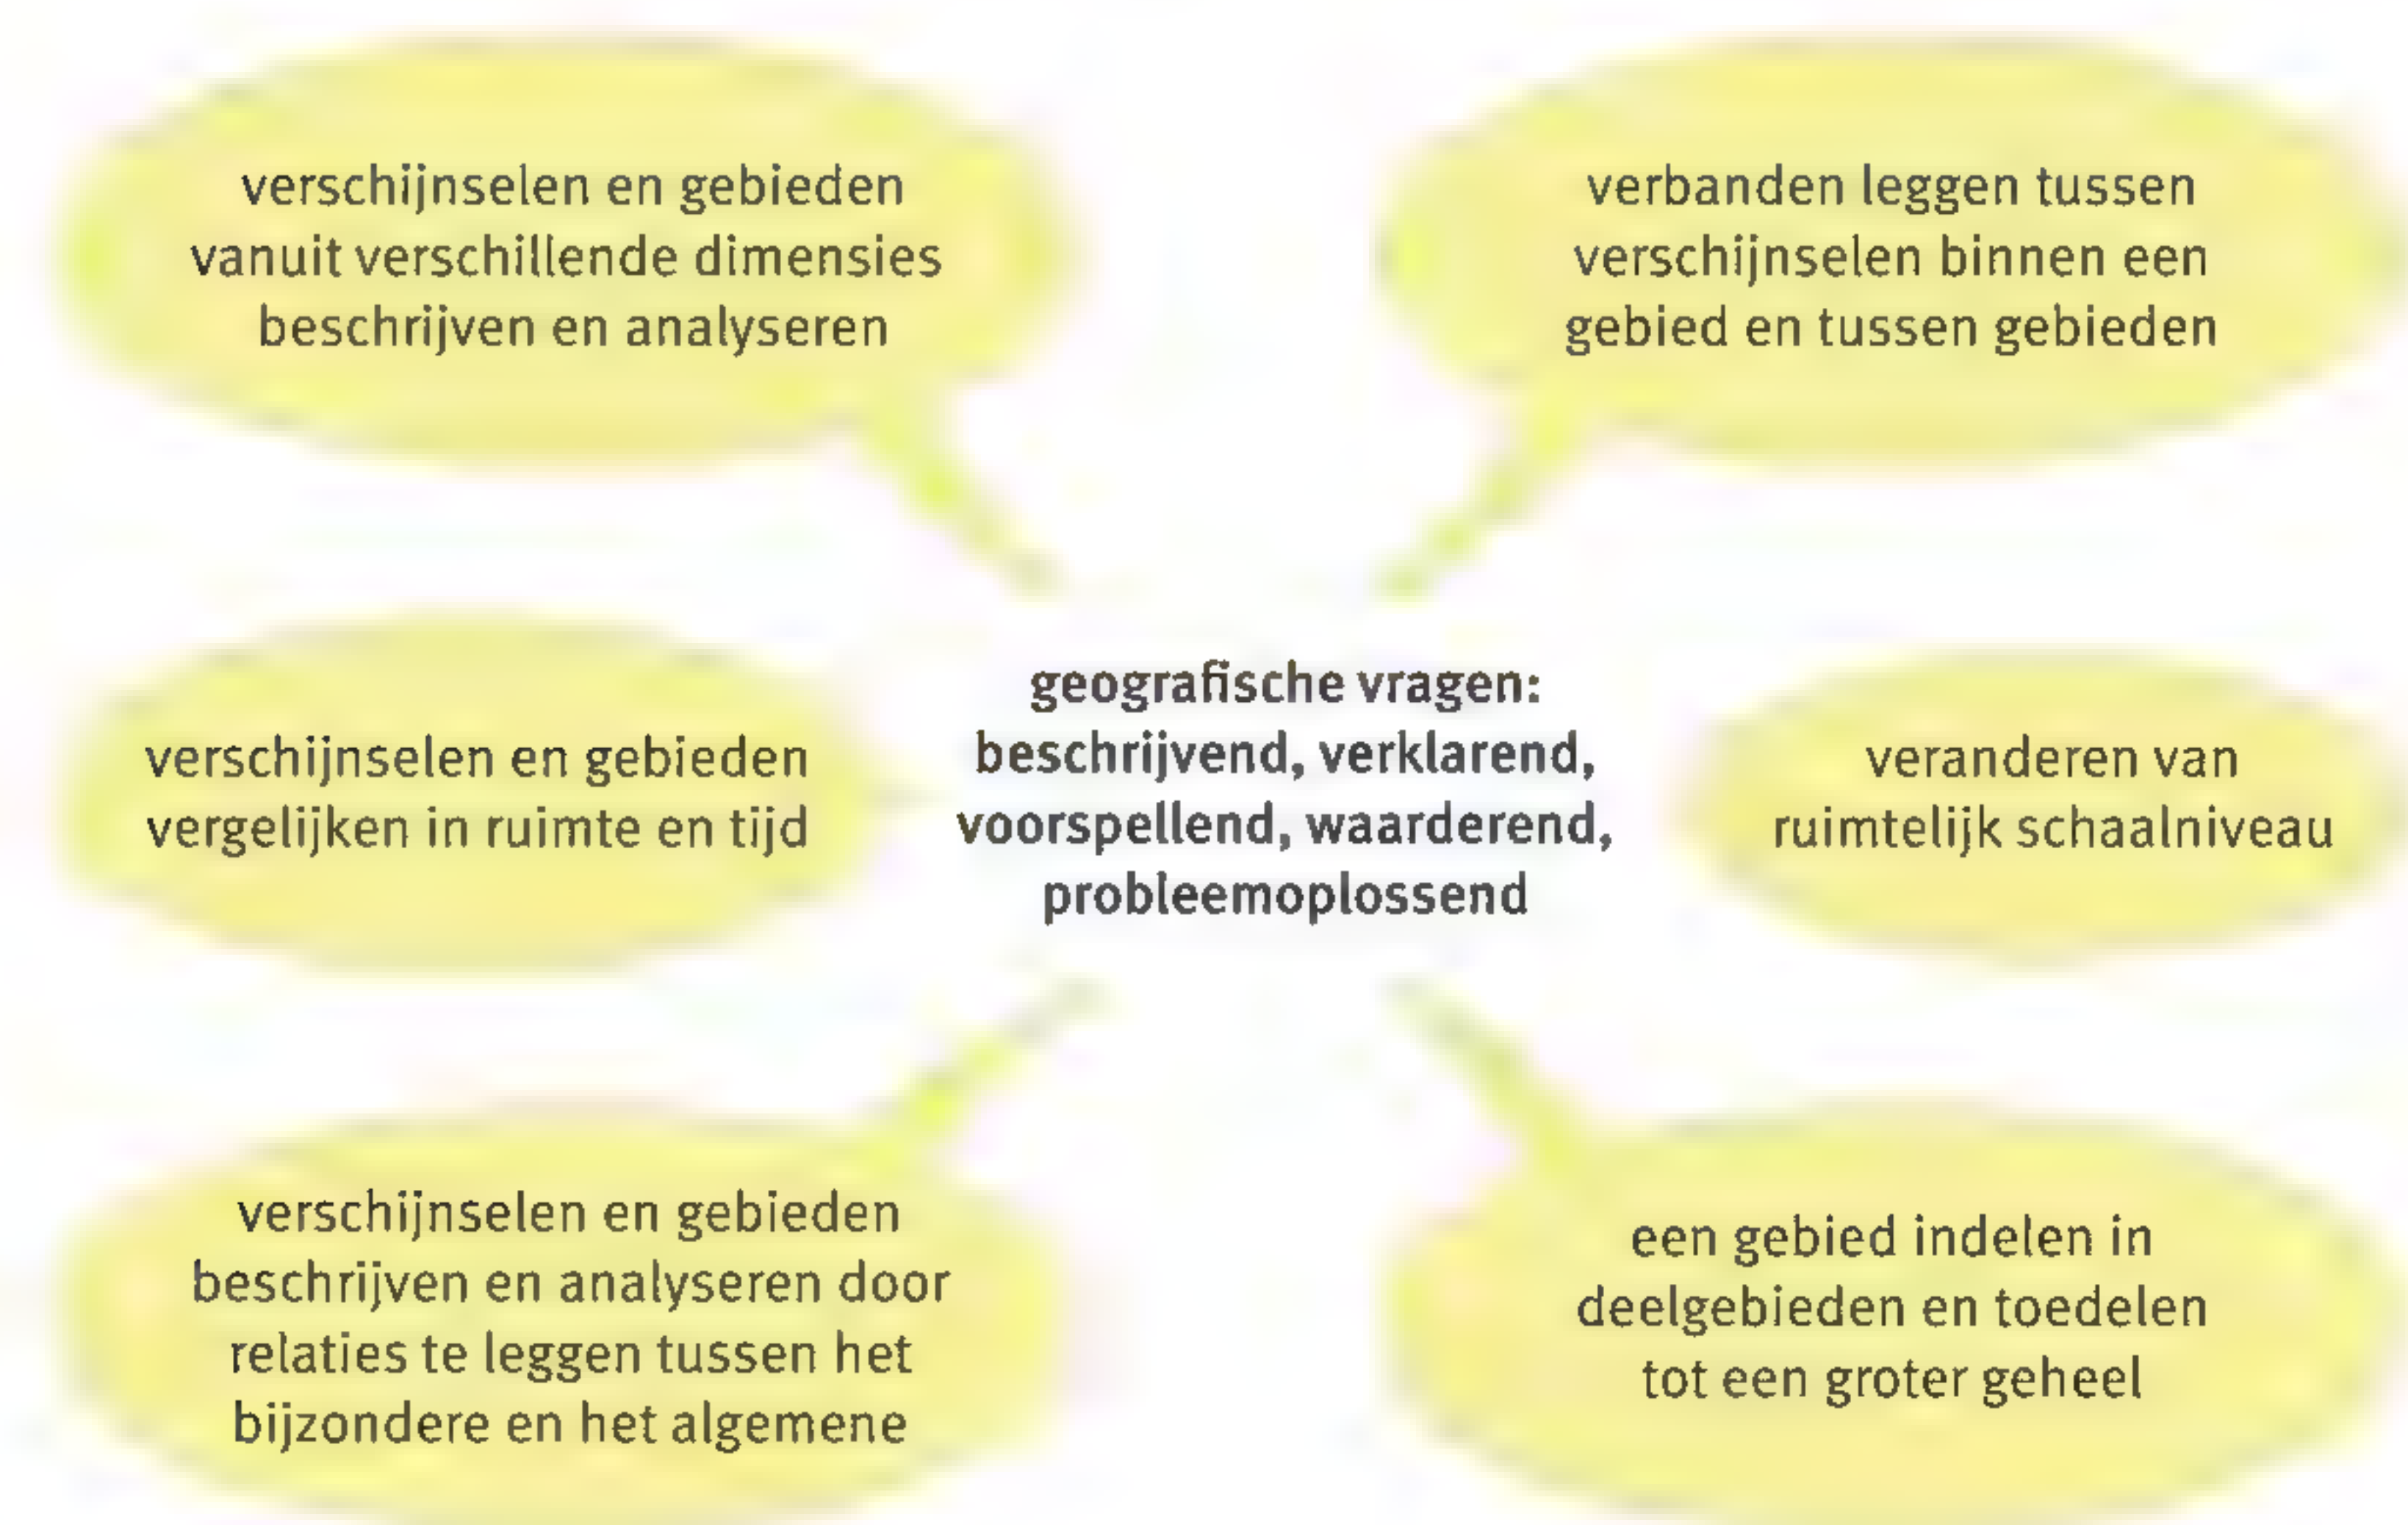 verschijnselen en gebieden
vanuit verschillende dimensies
beschrijven en analyseren
verbanden leggen tussen
verschijnselen binnen een
gebied en tussen gebieden
verschijnselen en gebieden
vergelijken in ruimte en tijd
geografische vragen:
beschrijvend, verklarend,
voorspellend, waarderend,
probleemoplossend
veranderen van
ruimtelijk schaalniveau
verschijnselen en gebieden
beschrijven en analyseren door
relaties te leggen tussen het
bijzondere en het algemene
een gebied indelen in
deelgebieden en toedelen
tot een groter geheel